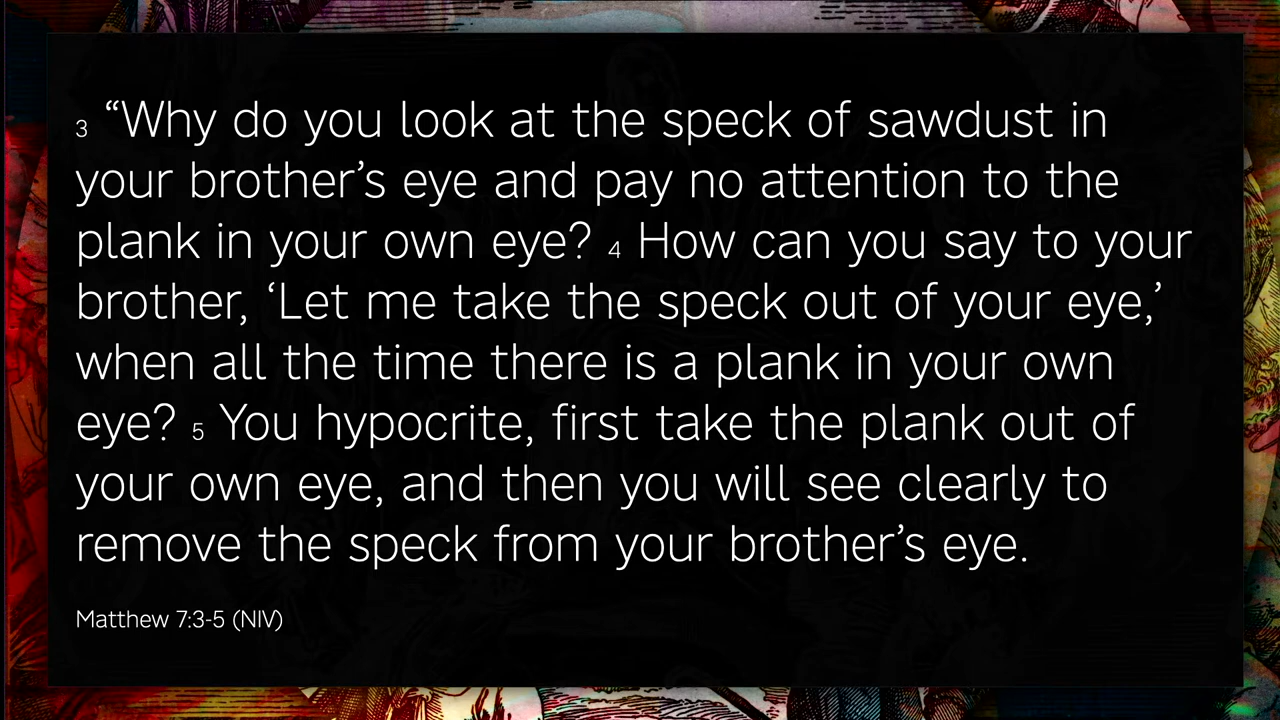 3 “Why do you look at the speck of sawdust in
your brother’s eye and pay no attention to the
plank in your own eye? 4 How can you say to your
brother, ‘Let me take the speck out of your eye,’
when all the time there is a plank in your own
eye? 5 You hypocrite, first take the plank out of
your own eye, and then you will see clearly to
remove the speck from your brother’s eye.
Matthew 7:3-5 (NIV)